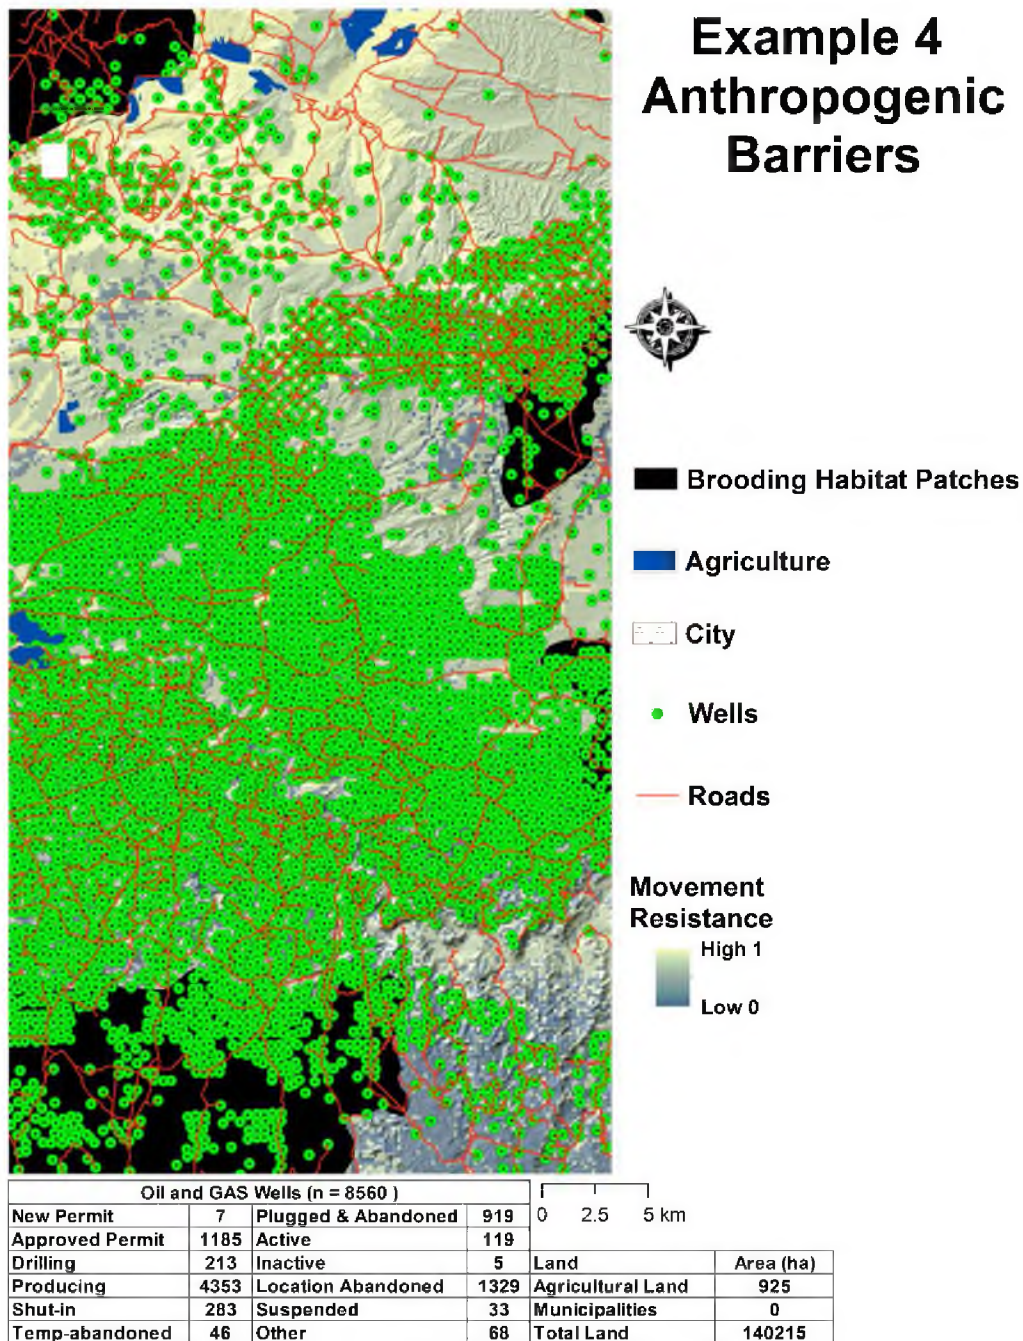 Example 4
Anthropogenic
Barriers
Brooding Habitat Patches
Agriculture
City
Wells
Roads
Movement
Resistance
High 1
Low 0
0 2.5 5 km
Oil and GAS Wells (n = 8560 )
New Permit 7 Plugged & Abandoned 919
Approved Permit 1185 Active 119
Drilling 213 Inactive 5 Land Area (ha)
Producing 4353 Location Abandoned 1329 Agricultural Land 925
Shut-in 283 Suspended 33 Municipalities 0
Temp-abandoned 46 Other 68 Total Land 140215